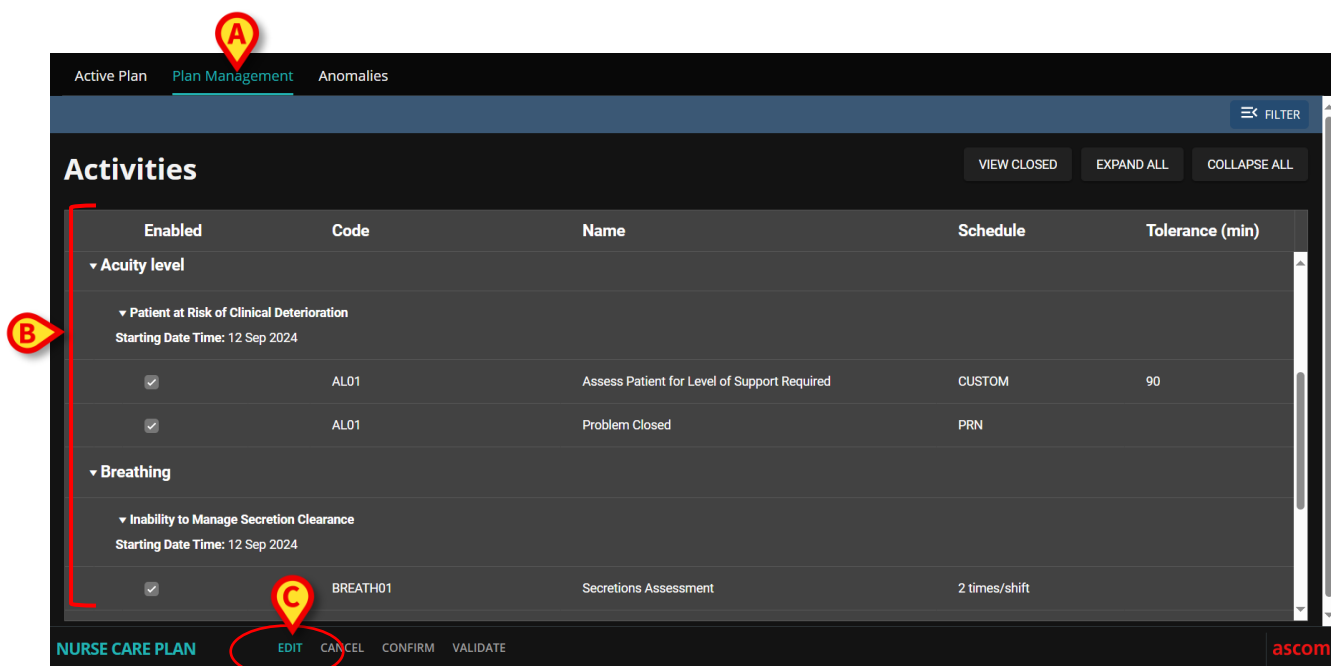 A
Active Plan Plan Management Anomalies
FILTER
Activities VIEW CLOSED EXPAND ALL COLLAPSE ALL
Enabled Code Name Schedule Tolerance (min)
Acuity level
Patient at Risk of Clinical Deterioration
B
Starting Date Time: 12 Sep 2024
AL01 Assess Patient for Level of Support Required CUSTOM 90
AL01 Problem Closed PRN
Breathing
Inability to Manage Secretion Clearance
Starting Date Time: 12 Sep 2024
BREATH01 Secretions Assessment 2 times/shift
C
NURSE CARE PLAN EDIT CANCEL CONFIRM VALIDATE ascom